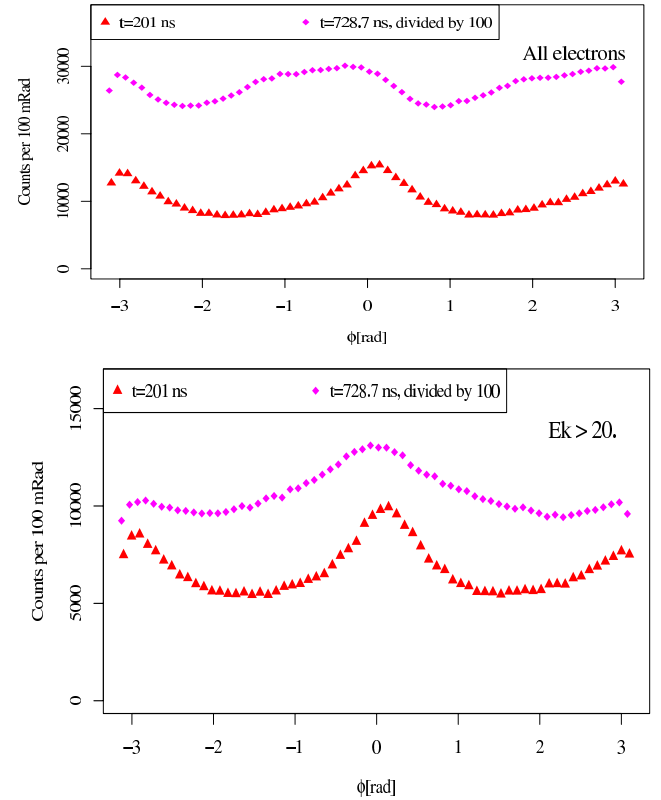 t=201 ns
t=728.7 ns, divided by 100
All electrons
Counts per 100 mRad
30000
20000
10000
0
−3
−2
−1
0
1
2
3
ϕ[rad]
t=201 ns
t=728.7 ns, divided by 100
Ek > 20.
Counts per 100 mRad
15000
10000
5000
0
−3
−2
−1
0
1
2
3
ϕ[rad]